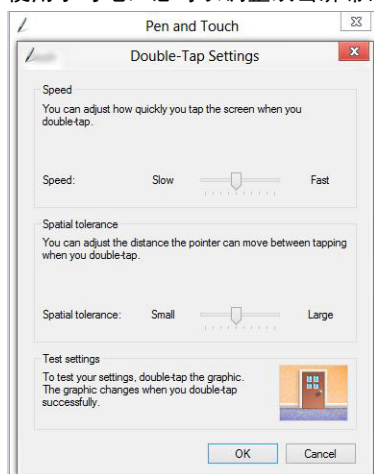 Pen and Touch
Double-Tap Settings
Speed
You can adjust how quickly you tap the screen when you
double-tap.
Speed: Slow Fast
Spatial tolerance
You can adjust the distance the pointer can move between tapping
when you double-tap.
Spatial tolerance: Small Large
Test settings
To test your settings, double-tap the graphic.
The graphic changes when you double-tap
successfully.
OK Cancel